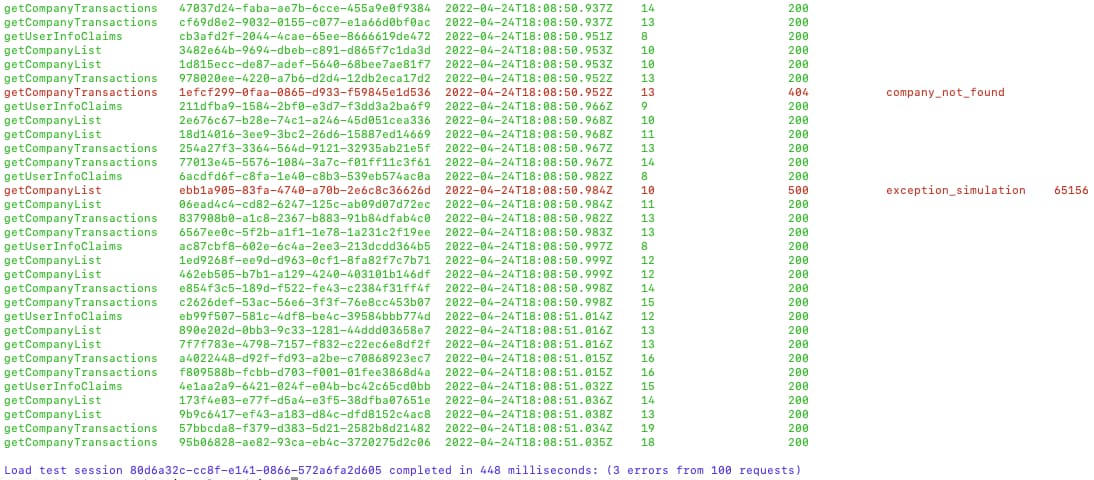 getCompanyTransactions 47037d24-faba-ae7b-6cce-455a9e0f9384 2022-04-24T18:08:50.937Z 14 200
getCompanyTransactions cf69d8e2-9032-0155-c077-e1a66d0bf0ac 2022-04-24T18:08:50.937Z 13 200
getUserInfoClaims cb3afd2f-2044-4cae-65ee-8666619de472 2022-04-24T18:08:50.951Z 8 200
getCompanyList 3482e64b-9694-dbeb-c891-d865f7c1da3d 2022-04-24T18:08:50.953Z 10 200
getCompanyList 1d815ecc-de87-adef-5640-68bee7ae81f7 2022-04-24T18:08:50.953Z 10 200
getCompanyTransactions 978020ee-4220-a7b6-d2d4-12db2eca17d2 2022-04-24T18:08:50.952Z 13 200
getCompanyTransactions 1efcf299-0faa-0865-d933-f59845e1d536 2022-04-24T18:08:50.952Z 13 404 company_not_found
getUserInfoClaims 211dfba9-1584-2bf0-e3d7-f3dd3a2ba6f9 2022-04-24T18:08:50.966Z 9 200
getCompanyList 2e676c67-b28e-74c1-a246-45d051cea336 2022-04-24T18:08:50.968Z 10 200
getCompanyList 18d14016-3ee9-3bc2-26d6-15887ed14669 2022-04-24T18:08:50.968Z 11 200
getCompanyTransactions 254a27f3-3364-564d-9121-32935ab21e5f 2022-04-24T18:08:50.967Z 13 200
getCompanyTransactions 77013e45-5576-1084-3a7c-f01ff11c3f61 2022-04-24T18:08:50.967Z 14 200
getUserInfoClaims 6acdfd6f-c8fa-1e40-c8b3-539eb574ac0a 2022-04-24T18:08:50.982Z 8 200
getCompanyList ebb1a905-83fa-4740-a70b-2e6c8c36626d 2022-04-24T18:08:50.984Z 10 500 exception_simulation 65156
getCompanyList 06ead4c4-cd82-6247-125c-ab09d07d72ec 2022-04-24T18:08:50.984Z 11 200
getCompanyTransactions 837908b0-a1c8-2367-b883-91b84dfab4c0 2022-04-24T18:08:50.982Z 13 200
getCompanyTransactions 6567ee0c-5f2b-a1f1-1e78-1a231c2f19ee 2022-04-24T18:08:50.983Z 13 200
getUserInfoClaims ac87cbf8-602e-6c4a-2ee3-213dcdd364b5 2022-04-24T18:08:50.997Z 8 200
getCompanyList 1ed9268f-ee9d-d963-0cf1-8fa82f7c7b71 2022-04-24T18:08:50.999Z 12 200
getCompanyList 462eb505-b7b1-a129-4240-403101b146df 2022-04-24T18:08:50.999Z 12 200
getCompanyTransactions e854f3c5-189d-f522-fe43-c2384f31ff4f 2022-04-24T18:08:50.998Z 14 200
getCompanyTransactions c2626def-53ac-56e6-3f3f-76e8cc453b07 2022-04-24T18:08:50.998Z 15 200
getUserInfoClaims eb99f507-581c-4df8-be4c-39584bbb774d 2022-04-24T18:08:51.014Z 12 200
getCompanyList 890e202d-0bb3-9c33-1281-44ddd03658e7 2022-04-24T18:08:51.016Z 13 200
getCompanyList 7f7f783e-4798-7157-f832-c22ec6e8df2f 2022-04-24T18:08:51.016Z 13 200
getCompanyTransactions a4022448-d92f-fd93-a2be-c70868923ec7 2022-04-24T18:08:51.015Z 16 200
getCompanyTransactions f809588b-fcbb-d703-f001-01fee3868d4a 2022-04-24T18:08:51.015Z 16 200
getUserInfoClaims 4e1aa2a9-6421-024f-e04b-bc42c65cd0bb 2022-04-24T18:08:51.032Z 15 200
getCompanyList 173f4e03-e77f-d5a4-e3f5-38dfba07651e 2022-04-24T18:08:51.036Z 14 200
getCompanyList 9b9c6417-ef43-a183-d84c-dfd8152c4ac8 2022-04-24T18:08:51.038Z 13 200
getCompanyTransactions 57bbcda8-f379-d383-5d21-2582b8d21482 2022-04-24T18:08:51.034Z 19 200
getCompanyTransactions 95b06828-ae82-93ca-eb4c-3720275d2c06 2022-04-24T18:08:51.035Z 18 200
Load test session 80d6a32c-cc8f-e141-0866-572a6fa2d605 completed in 448 milliseconds: (3 errors from 100 requests)